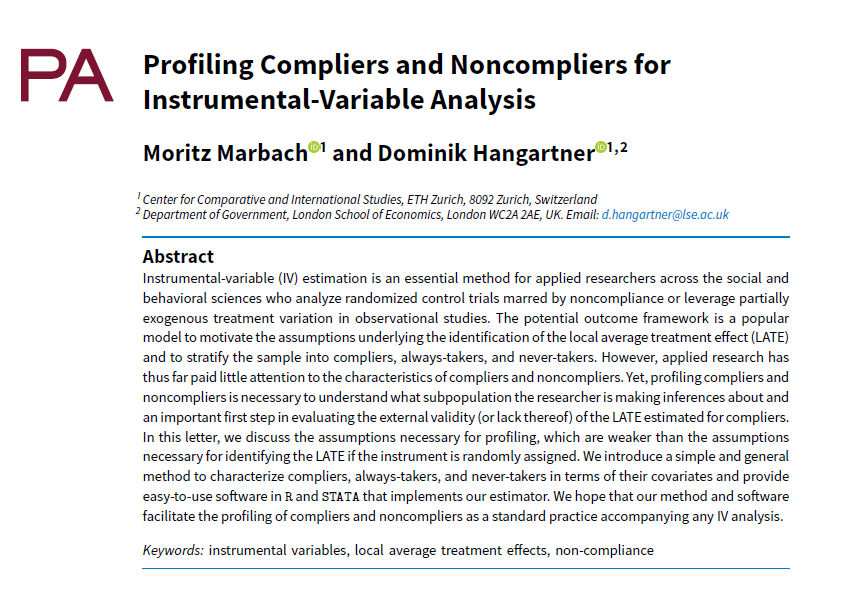 PA
Profiling Compliers and Noncompliers for
Instrumental-Variable Analysis
Moritz Marbach iD 1 and Dominik Hangartner iD 1,2
1 Center for Comparative and International Studies, ETH Zurich, 8092 Zurich, Switzerland
2 Department of Government, London School of Economics, London WC2A 2AE, UK. Email: d.hangartner@lse.ac.uk
Abstract
Instrumental-variable (IV) estimation is an essential method for applied researchers across the social and
behavioral sciences who analyze randomized control trials marred by noncompliance or leverage partially
exogenous treatment variation in observational studies. The potential outcome framework is a popular
model to motivate the assumptions underlying the identification of the local average treatment effect (LATE)
and to stratify the sample into compliers, always-takers, and never-takers. However, applied research has
thus far paid little attention to the characteristics of compliers and noncompliers. Yet, profiling compliers and
noncompliers is necessary to understand what subpopulation the researcher is making inferences about and
an important first step in evaluating the external validity (or lack thereof) of the LATE estimated for compliers.
In this letter, we discuss the assumptions necessary for profiling, which are weaker than the assumptions
necessary for identifying the LATE if the instrument is randomly assigned. We introduce a simple and general
method to characterize compliers, always-takers, and never-takers in terms of their covariates and provide
easy-to-use software in R and STATA that implements our estimator. We hope that our method and software
facilitate the profiling of compliers and noncompliers as a standard practice accompanying any IV analysis.
Keywords: instrumental variables, local average treatment effects, non-compliance